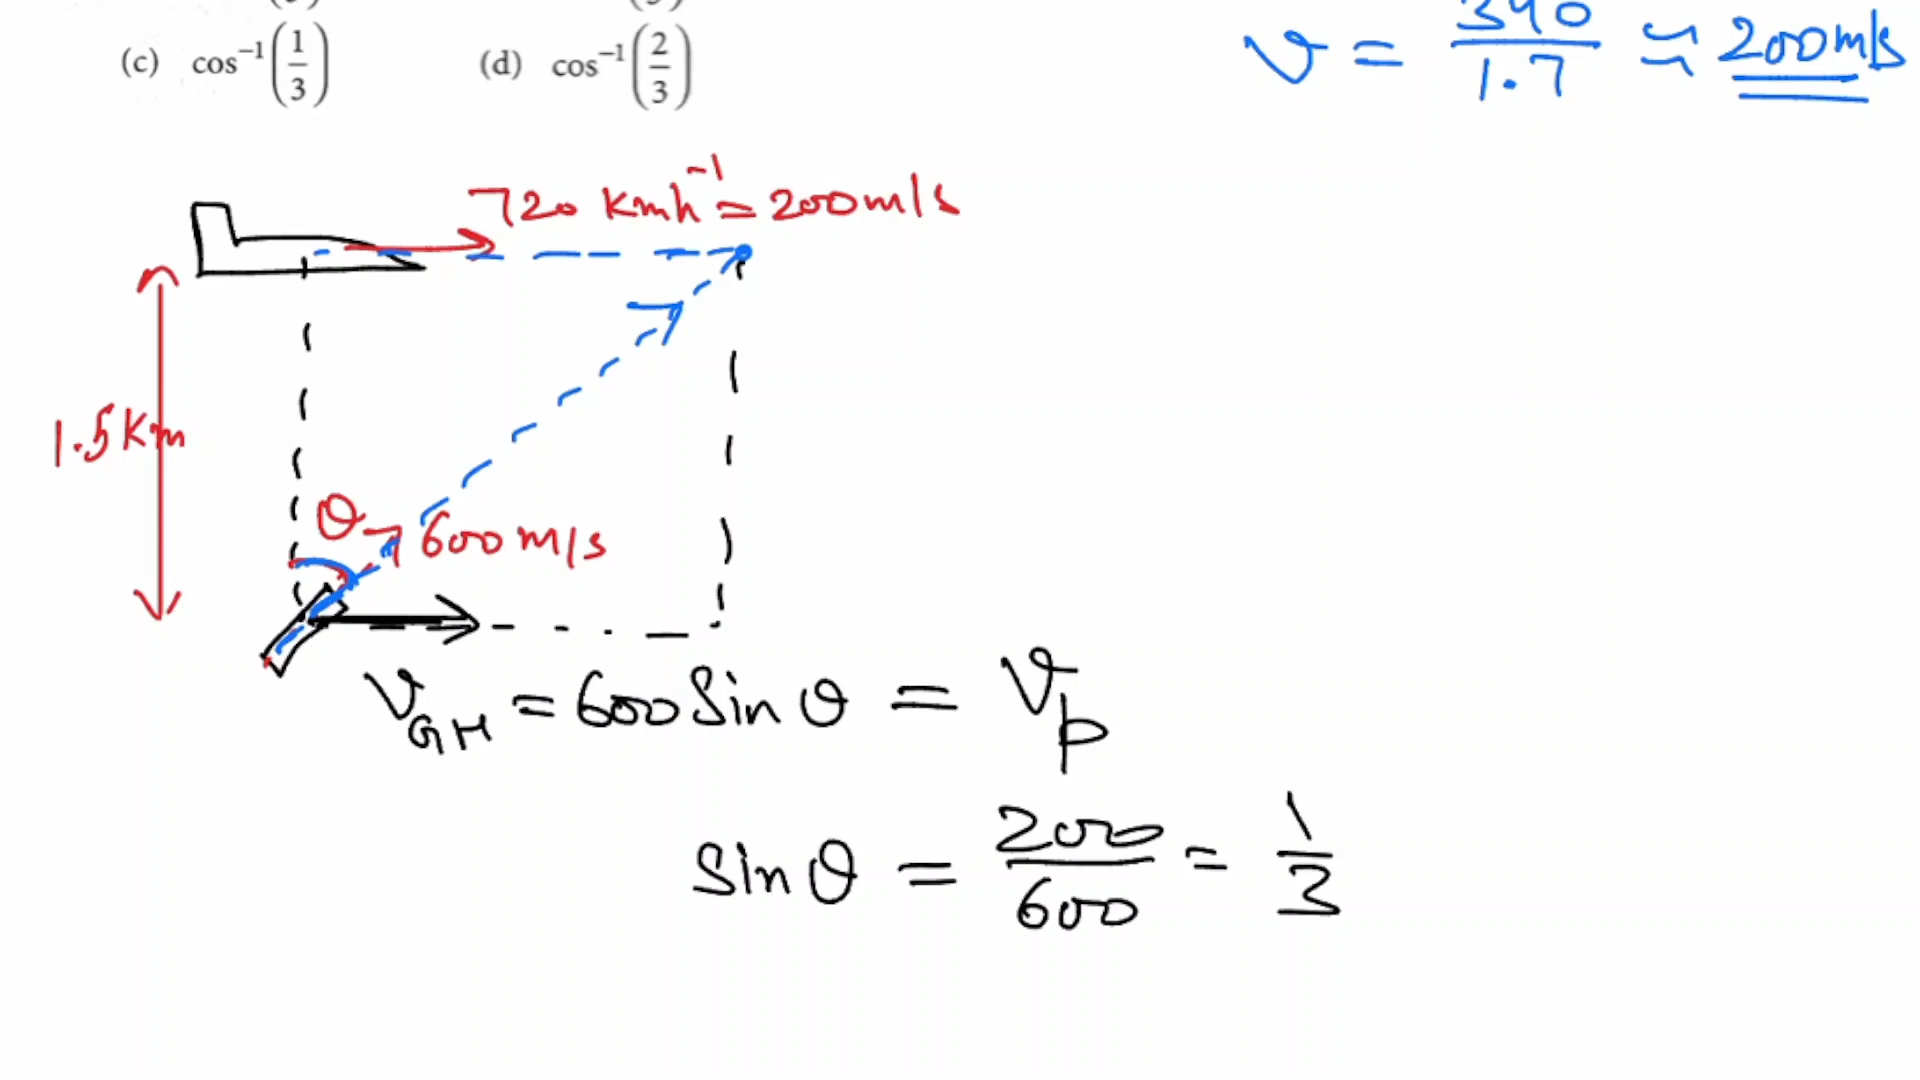 (c) cos⁻¹(1/3) (d) cos⁻¹(2/3)
v = 340/1.7 ≈ 200m/s
720 Kmh⁻¹ = 200m/s
1.5Km
θ 600 m/s
V_GH = 600 Sin θ = V_p
Sin θ = 200/600 = 1/3